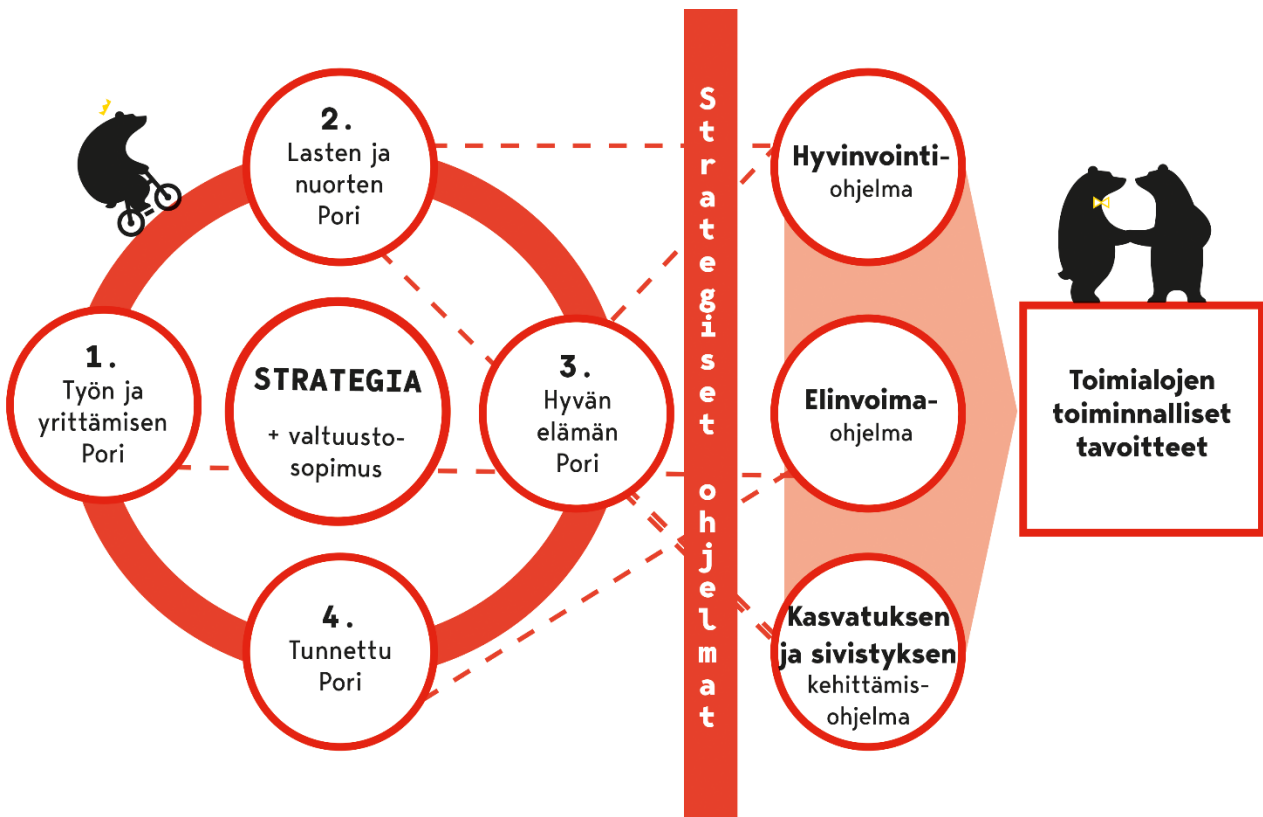 2.
Lasten ja
nuorten
Pori
1.
Työn ja
yrittämisen
Pori
STRATEGIA
+ valtuusto-
sopimus
3.
Hyvän
elämän
Pori
4.
Tunnettu
Pori
Strategiset ohjelmat
Hyvinvointi-
ohjelma
Elinvoima-
ohjelma
Kasvatuksen
ja sivistyksen
kehittämis-
ohjelma
Toimialojen
toiminnalliset
tavoitteet